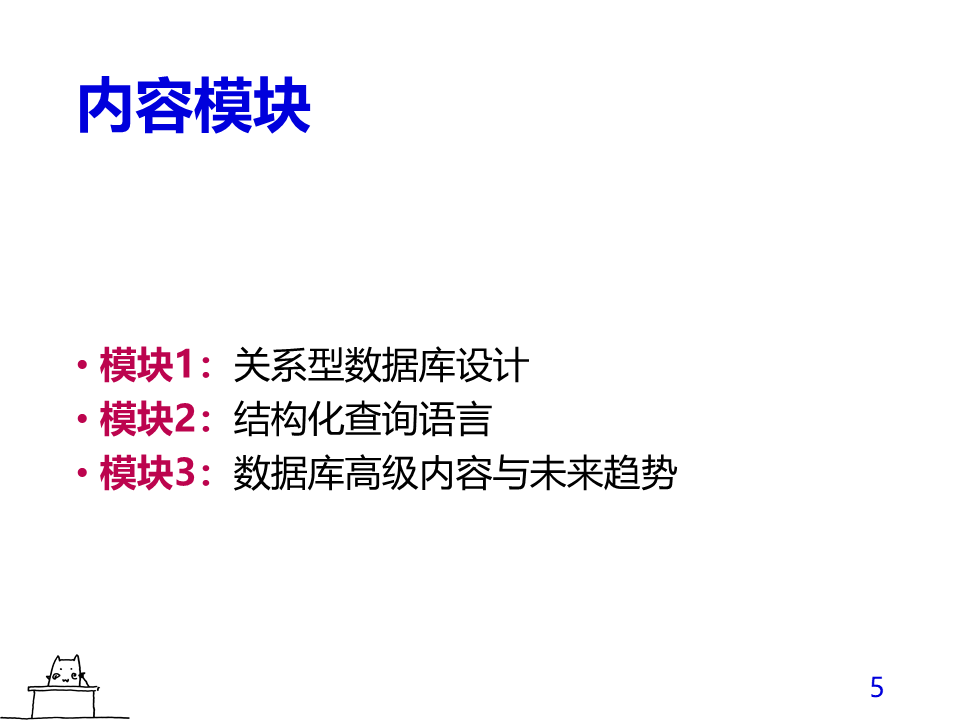 内容模块
• 模块1：关系型数据库设计
• 模块2：结构化查询语言
• 模块3：数据库高级内容与未来趋势
5